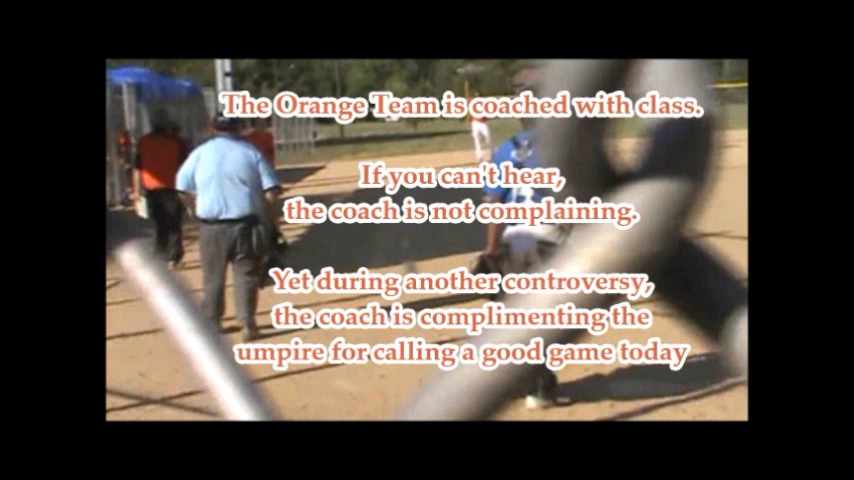 The Orange Team is coached with class.
If you can't hear,
the coach is not complaining.
Yet during another controversy,
the coach is complimenting the
umpire for calling a good game today